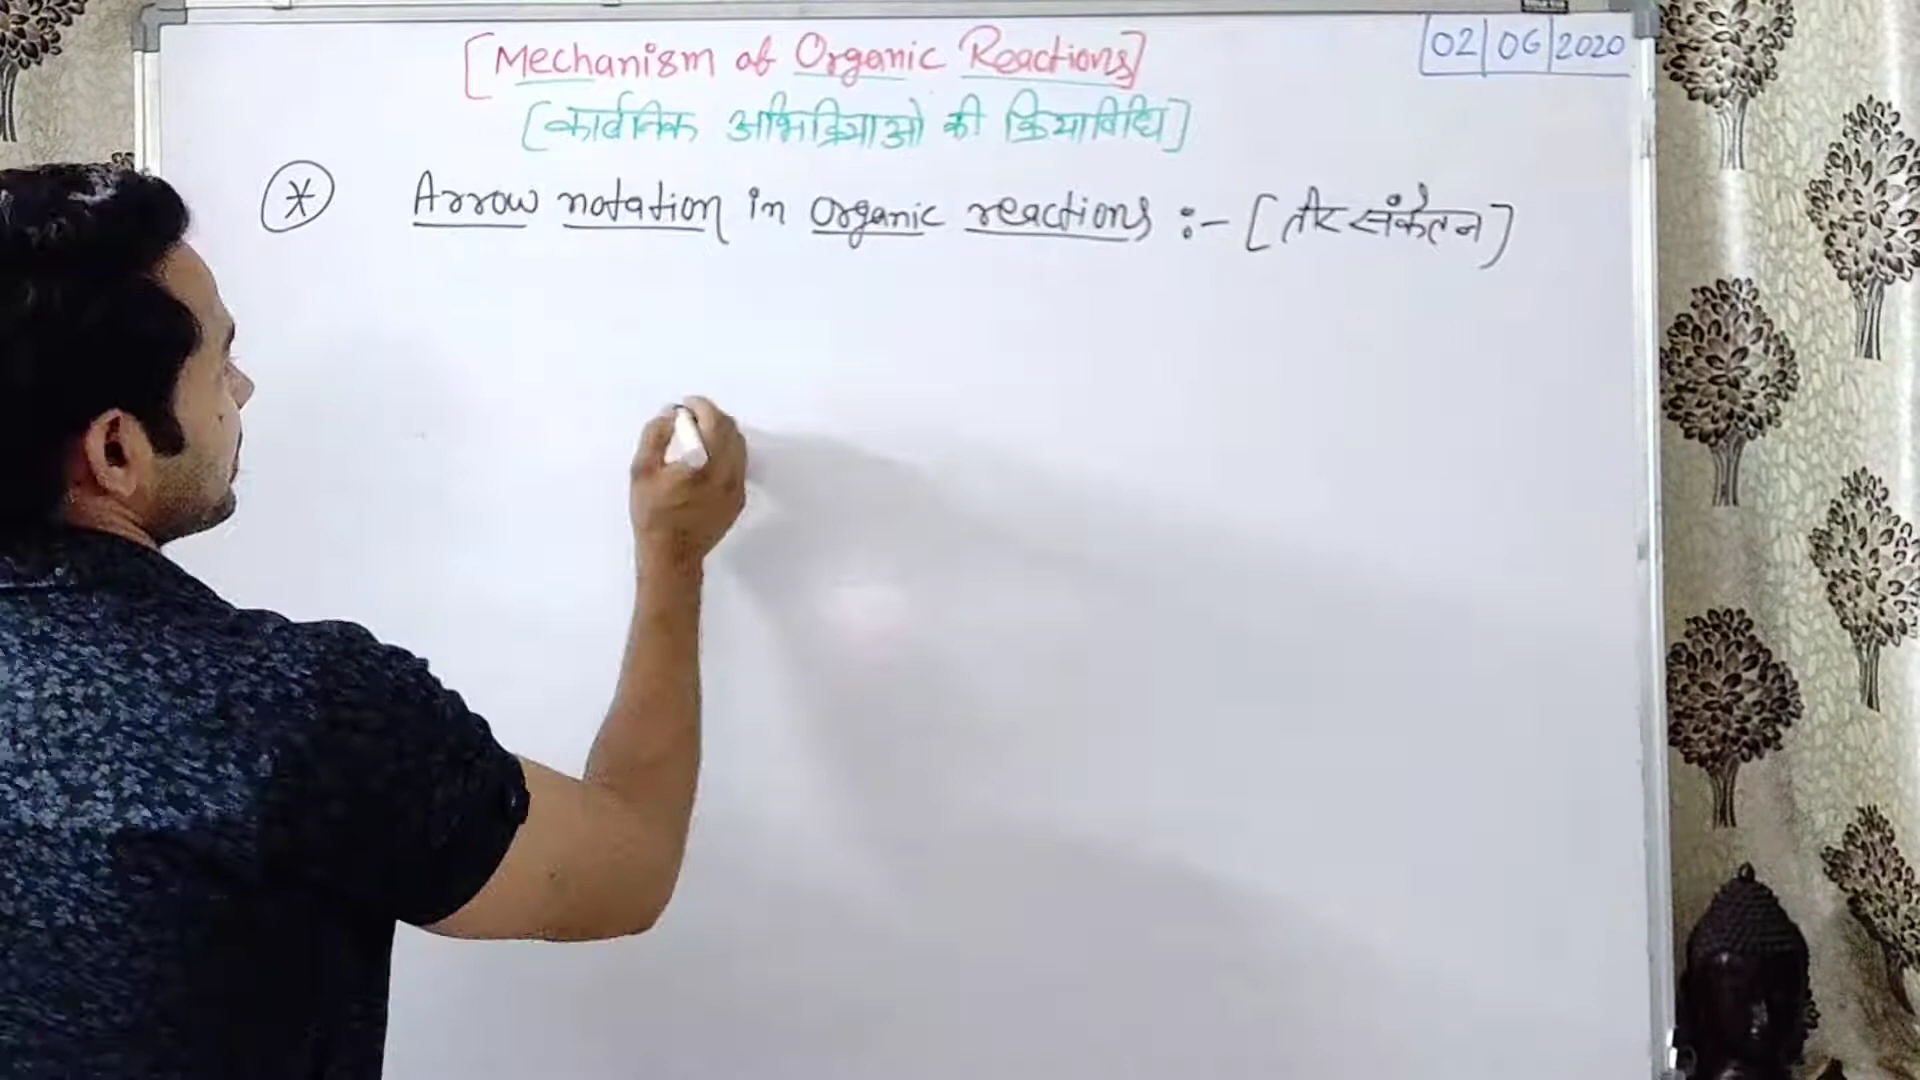 [Mechanism of Organic Reactions]
02|06|2020
[कार्बनिक अभिक्रियाओ की क्रियाविधि]
* Arrow notation in organic reactions :- [तीर संकेतन]